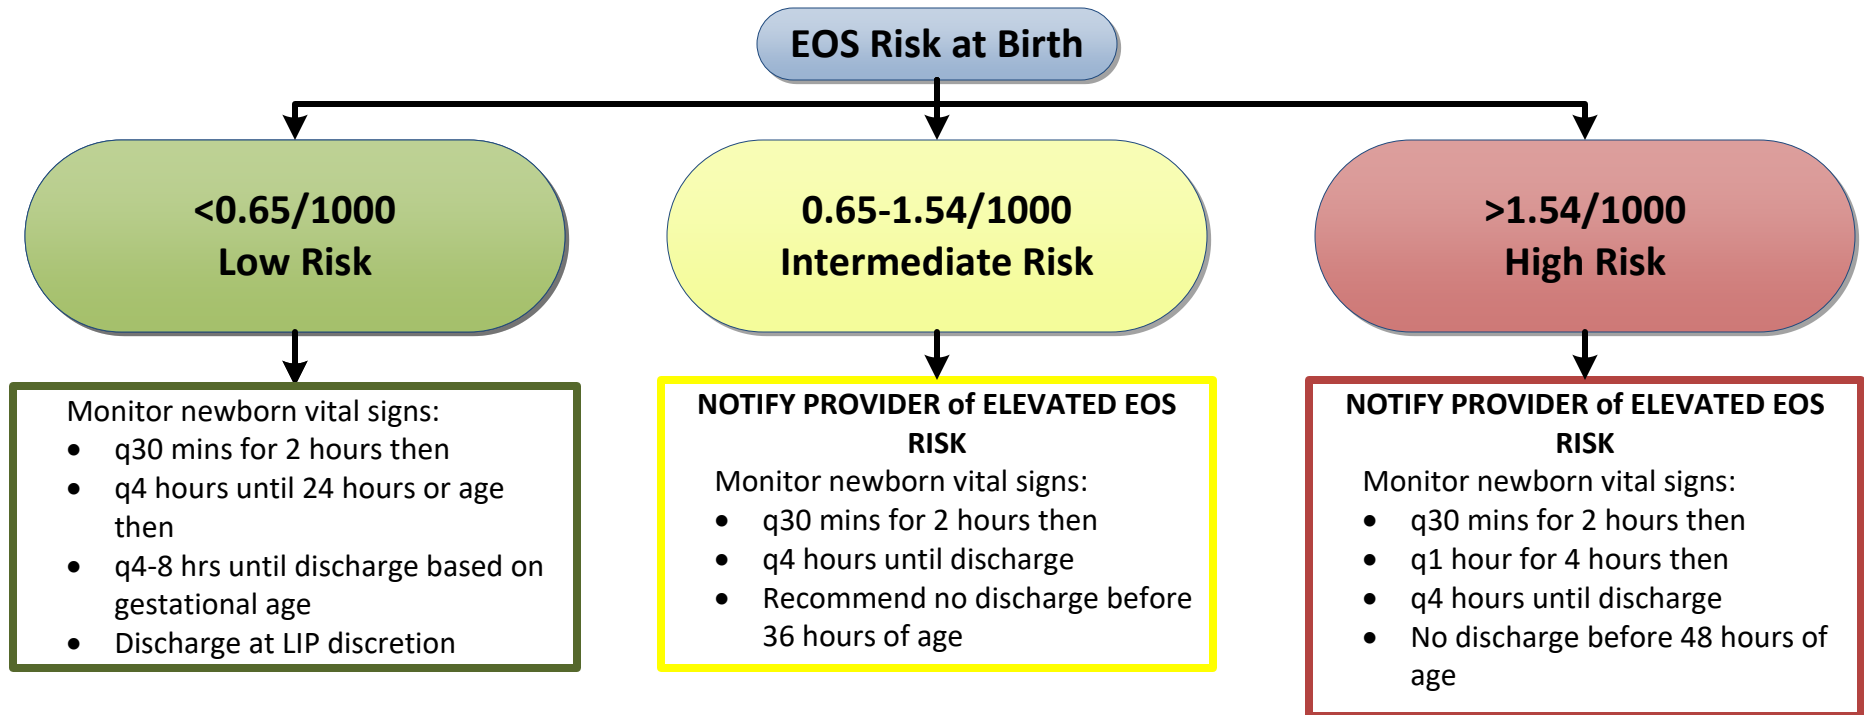 EOS Risk at Birth
<0.65/1000
Low Risk
0.65-1.54/1000
Intermediate Risk
>1.54/1000
High Risk
Monitor newborn vital signs:
• q30 mins for 2 hours then
• q4 hours until 24 hours or age
then
• q4-8 hrs until discharge based on
gestational age
• Discharge at LIP discretion
NOTIFY PROVIDER of ELEVATED EOS
RISK
Monitor newborn vital signs:
• q30 mins for 2 hours then
• q4 hours until discharge
• Recommend no discharge before
36 hours of age
NOTIFY PROVIDER of ELEVATED EOS
RISK
Monitor newborn vital signs:
• q30 mins for 2 hours then
• q1 hour for 4 hours then
• q4 hours until discharge
• No discharge before 48 hours of
age